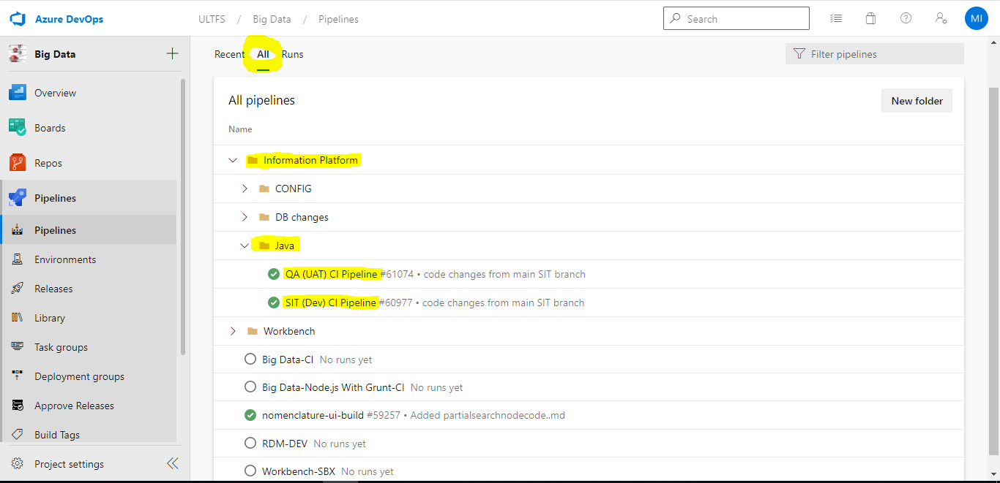 Azure DevOps
ULTFS / Big Data / Pipelines
Search
MI
Big Data
Overview
Boards
Repos
Pipelines
Pipelines
Environments
Releases
Library
Task groups
Deployment groups
Approve Releases
Build Tags
Project settings
Recent All Runs
Filter pipelines
All pipelines
New folder
Name
Information Platform
CONFIG
DB changes
Java
QA (UAT) CI Pipeline #61074 • code changes from main SIT branch
SIT (Dev) CI Pipeline #60977 • code changes from main SIT branch
Workbench
Big Data-CI No runs yet
Big Data-Node.js With Grunt-CI No runs yet
nomenclature-ui-build #59257 • Added partialsearchnodecode..md
RDM-DEV No runs yet
Workbench-SBX No runs yet